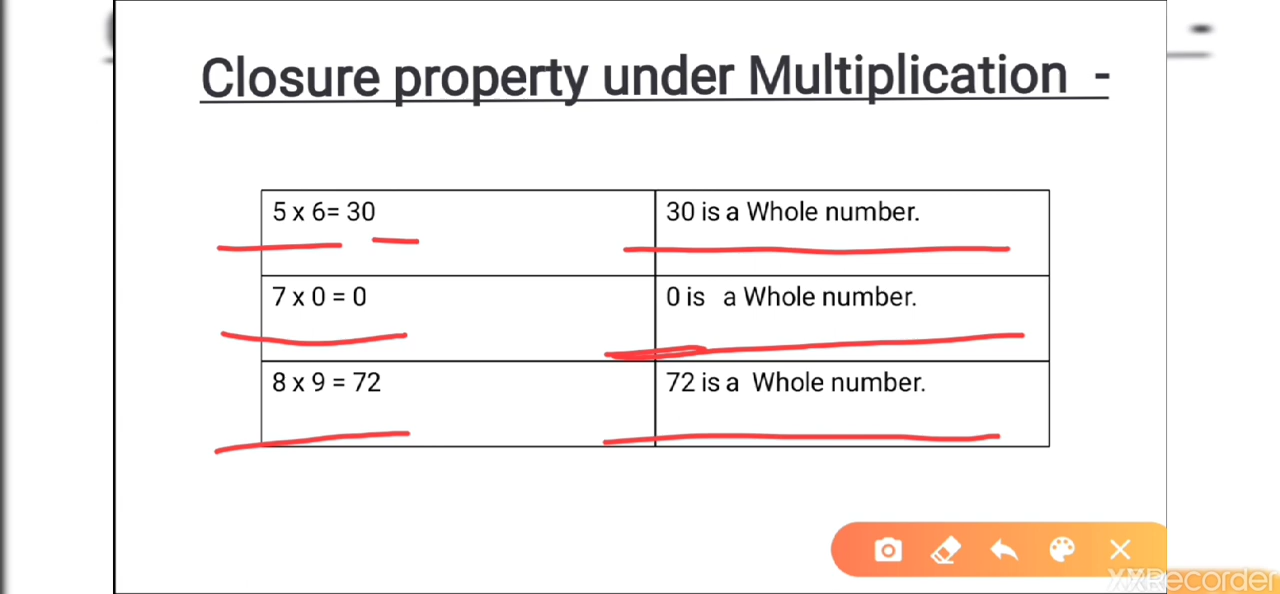 Closure property under Multiplication -
5 x 6= 30 30 is a Whole number.
7 x 0 = 0 0 is a Whole number.
8 x 9 = 72 72 is a Whole number.